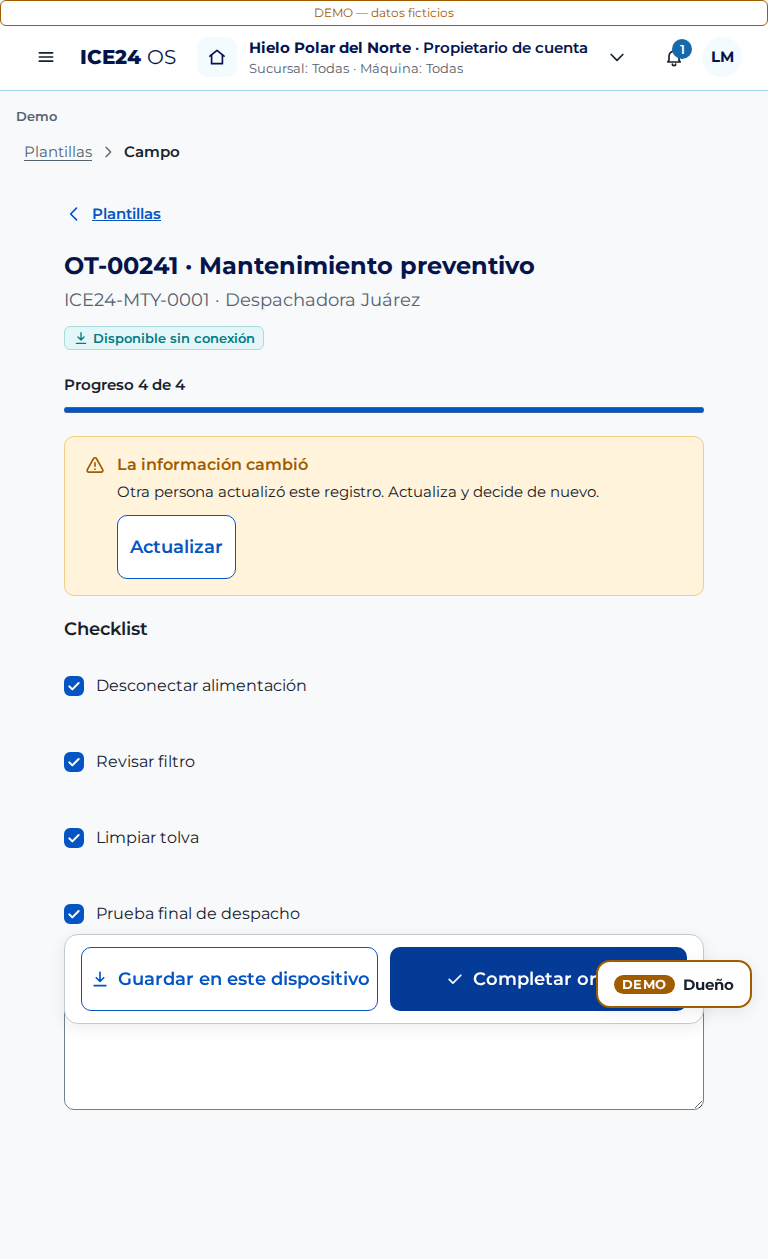 DEMO — datos ficticios
ICE24 OS
Hielo Polar del Norte · Propietario de cuenta
Sucursal: Todas · Máquina: Todas
1
LM
Demo
Plantillas > Campo
Plantillas
OT-00241 · Mantenimiento preventivo
ICE24-MTY-0001 · Despachadora Juárez
Disponible sin conexión
Progreso 4 de 4
La información cambió
Otra persona actualizó este registro. Actualiza y decide de nuevo.
Actualizar
Checklist
Desconectar alimentación
Revisar filtro
Limpiar tolva
Prueba final de despacho
Guardar en este dispositivo
Completar or
DEMO Dueño